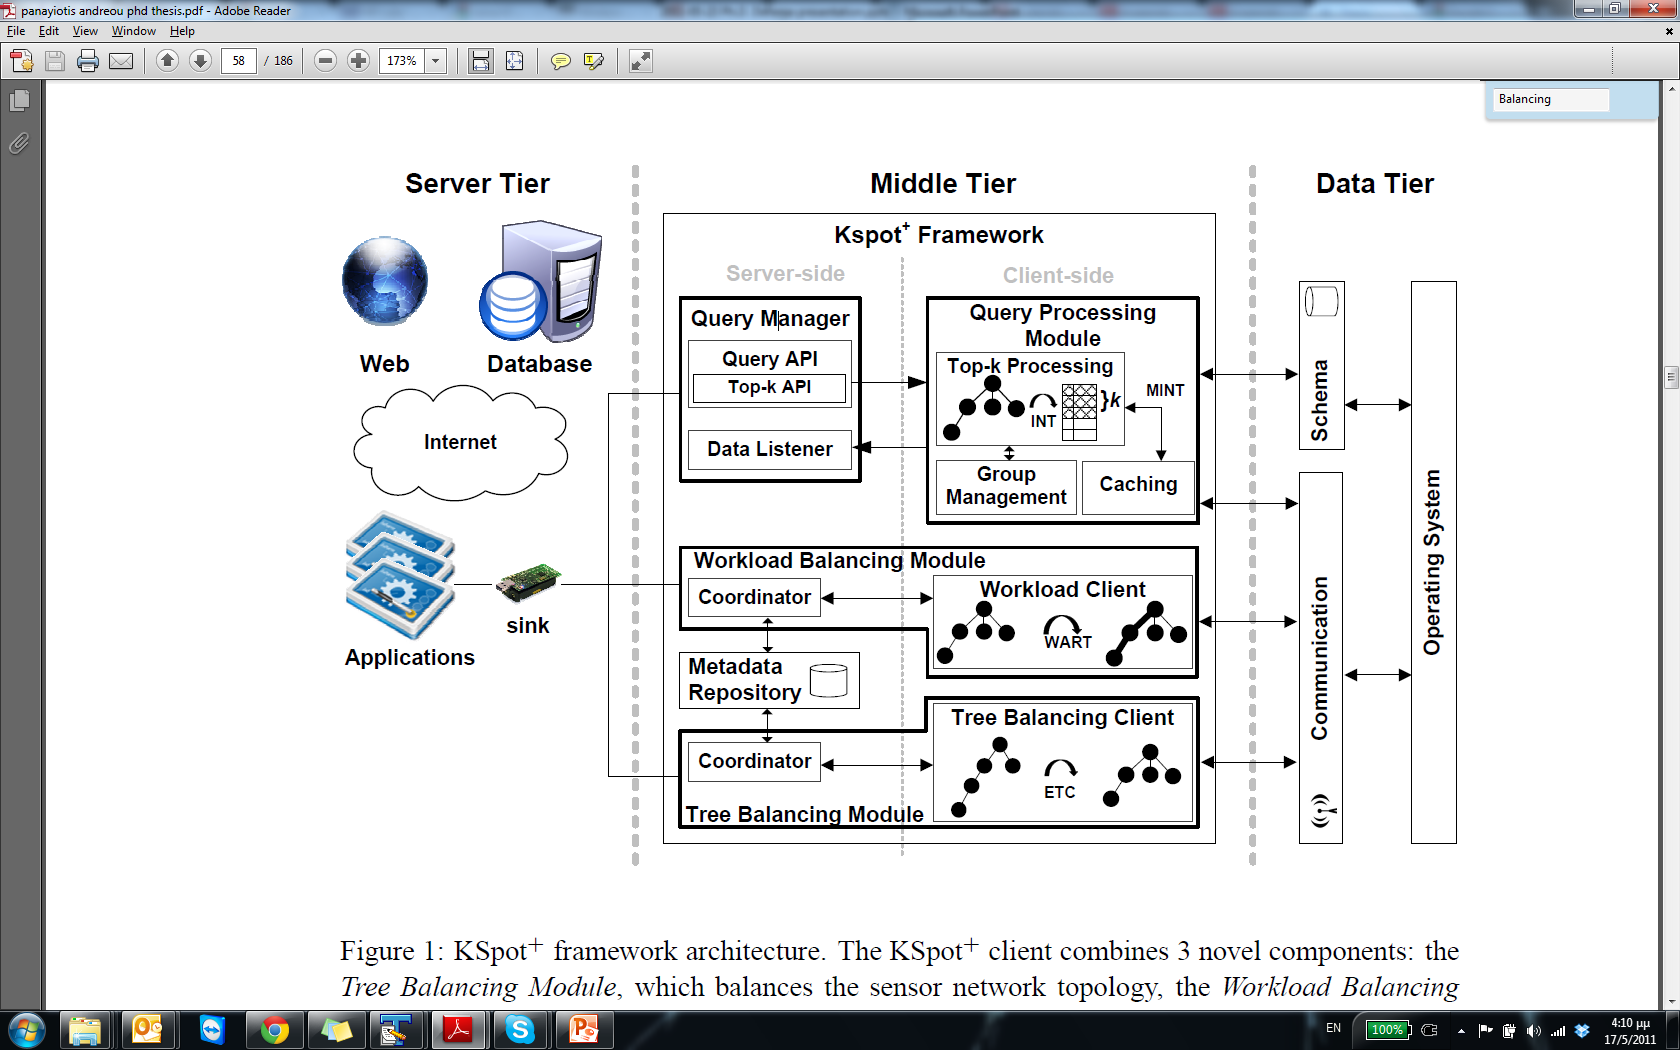 panayiotis andreou phd thesis.pdf - Adobe Reader
File Edit View Window Help
58 / 186
173%
Balancing
Server Tier
Middle Tier
Data Tier
Kspot+ Framework
Server-side
Client-side
Web
Database
Internet
Applications
sink
Query Manager
Query API
Top-k API
Data Listener
Query Processing
Module
Top-k Processing
INT
}k
MINT
Group
Management
Caching
Workload Balancing Module
Coordinator
Workload Client
WART
Metadata
Repository
Tree Balancing Client
Coordinator
ETC
Tree Balancing Module
Schema
Communication
Operating System
Figure 1: KSpot+ framework architecture. The KSpot+ client combines 3 novel components: the
Tree Balancing Module, which balances the sensor network topology, the Workload Balancing
EN
100%
4:10 μμ
17/5/2011